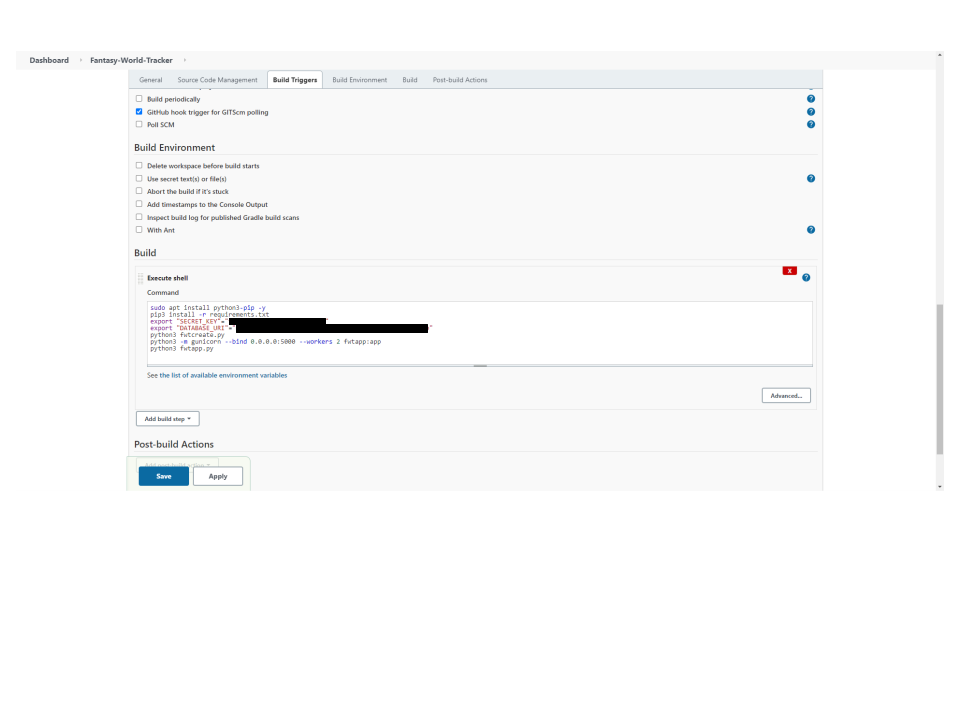 Dashboard
Fantasy-World-Tracker
General
Source Code Management
Build Triggers
Build Environment
Build
Post-build Actions
Build periodically
GitHub hook trigger for GITScm polling
Poll SCM
Build Environment
Delete workspace before build starts
Use secret text(s) or file(s)
Abort the build if it's stuck
Add timestamps to the Console Output
Inspect build log for published Gradle build scans
With Ant
Build
X
Execute shell
Command
sudo apt install python3-pip -y
pip3 install -r requirements.txt
export "SECRET_KEY"=" "
export "DATABASE_URI"=" "
python3 fwtcreate.py
python3 -m gunicorn --bind 0.0.0.0:5000 --workers 2 fwtapp:app
python3 fwtapp.py
See the list of available environment variables
Advanced...
Add build step
Post-build Actions
Add post-build action
Save
Apply